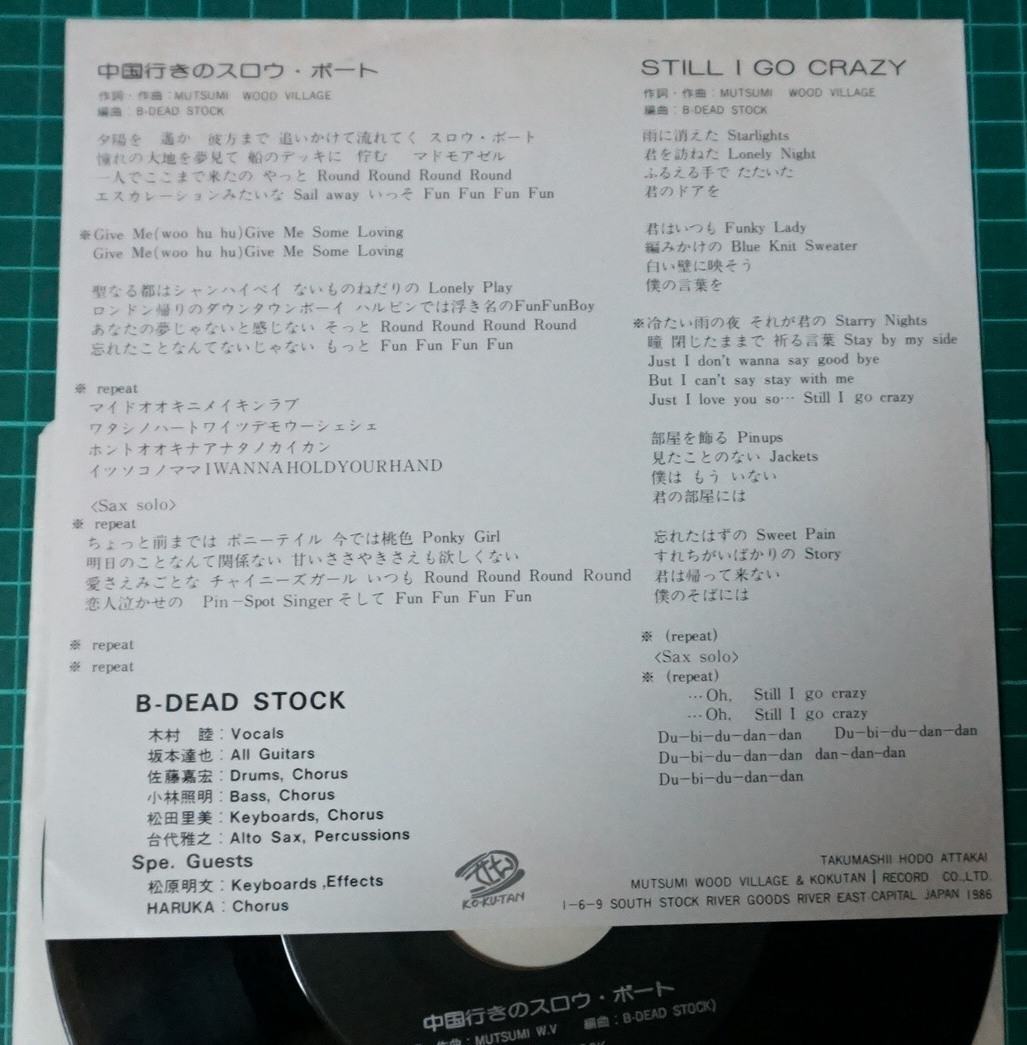 中国行きのスロウ・ボート
作詞・作曲：MUTSUMI WOOD VILLAGE
編曲：B-DEAD STOCK
夕陽を 遥か 彼方まで 追いかけて流れてく スロウ・ボート
憧れの大地を夢見て 船のデッキに 佇む マドモアゼル
一人でここまで来たの やっと Round Round Round Round
エスカレーションみたいな Sail away いっそ Fun Fun Fun Fun
※Give Me(woo hu hu)Give Me Some Loving
Give Me(woo hu hu)Give Me Some Loving
聖なる都はシャンハイベイ ないものねだりの Lonely Play
ロンドン帰りのダウンタウンボーイ ハルビンでは浮き名のFunFunBoy
あなたの夢じゃないと感じない そっと Round Round Round Round
忘れたことなんてないじゃない もっと Fun Fun Fun Fun
※ repeat
マイドオオキニメイキンラブ
ワタシノハートワイツデモウーシェシェ
ホントオオキナアナタノカイカン
イツソコノママIWANNAHOLDYOURHAND
〈Sax solo〉
※ repeat
ちょっと前までは ポニーテイル 今では桃色 Ponky Girl
明日のことなんて関係ない 甘いささやきさえも欲しくない
愛さえみごとな チャイニーズガール いつも Round Round Round Round
恋人泣かせの Pin-Spot Singer そして Fun Fun Fun Fun
※ repeat
※ repeat
B-DEAD STOCK
木村 睦：Vocals
坂本達也：All Guitars
佐藤嘉宏：Drums, Chorus
小林照明：Bass, Chorus
松田里美：Keyboards, Chorus
台代雅之：Alto Sax, Percussions
Spe. Guests
松原明文：Keyboards ,Effects
HARUKA：Chorus
KO-KU-TAN
STILL I GO CRAZY
作詞・作曲：MUTSUMI WOOD VILLAGE
編曲：B-DEAD STOCK
雨に消えた Starlights
君を訪ねた Lonely Night
ふるえる手で たたいた
君のドアを
君はいつも Funky Lady
編みかけの Blue Knit Sweater
白い壁に映そう
僕の言葉を
※冷たい雨の夜 それが君の Starry Nights
瞳 閉じたままで 祈る言葉 Stay by my side
Just I don't wanna say good bye
But I can't say stay with me
Just I love you so… Still I go crazy
部屋を飾る Pinups
見たことのない Jackets
僕は もう いない
君の部屋には
忘れたはずの Sweet Pain
すれちがいばかりの Story
君は帰って来ない
僕のそばには
※ (repeat)
〈Sax solo〉
※ (repeat)
…Oh, Still I go crazy
…Oh, Still I go crazy
Du-bi-du-dan-dan Du-bi-du-dan-dan
Du-bi-du-dan-dan dan-dan-dan
Du-bi-du-dan-dan
TAKUMASHII HODO ATTAKAI
MUTSUMI WOOD VILLAGE & KOKUTAN | RECORD CO.,LTD.
1-6-9 SOUTH STOCK RIVER GOODS RIVER EAST CAPITAL JAPAN 1986
中国行きのスロウ・ボート
作曲：MUTSUMI W.V 編曲：B-DEAD STOCK)